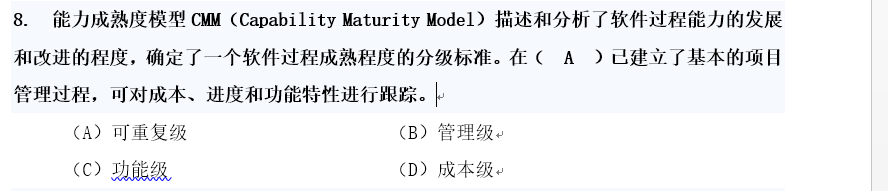 8. 能力成熟度模型 CMM（Capability Maturity Model）描述和分析了软件过程能力的发展
和改进的程度，确定了一个软件过程成熟程度的分级标准。在（ A ）已建立了基本的项目
管理过程，可对成本、进度和功能特性进行跟踪。
（A）可重复级 （B）管理级
（C）功能级 （D）成本级